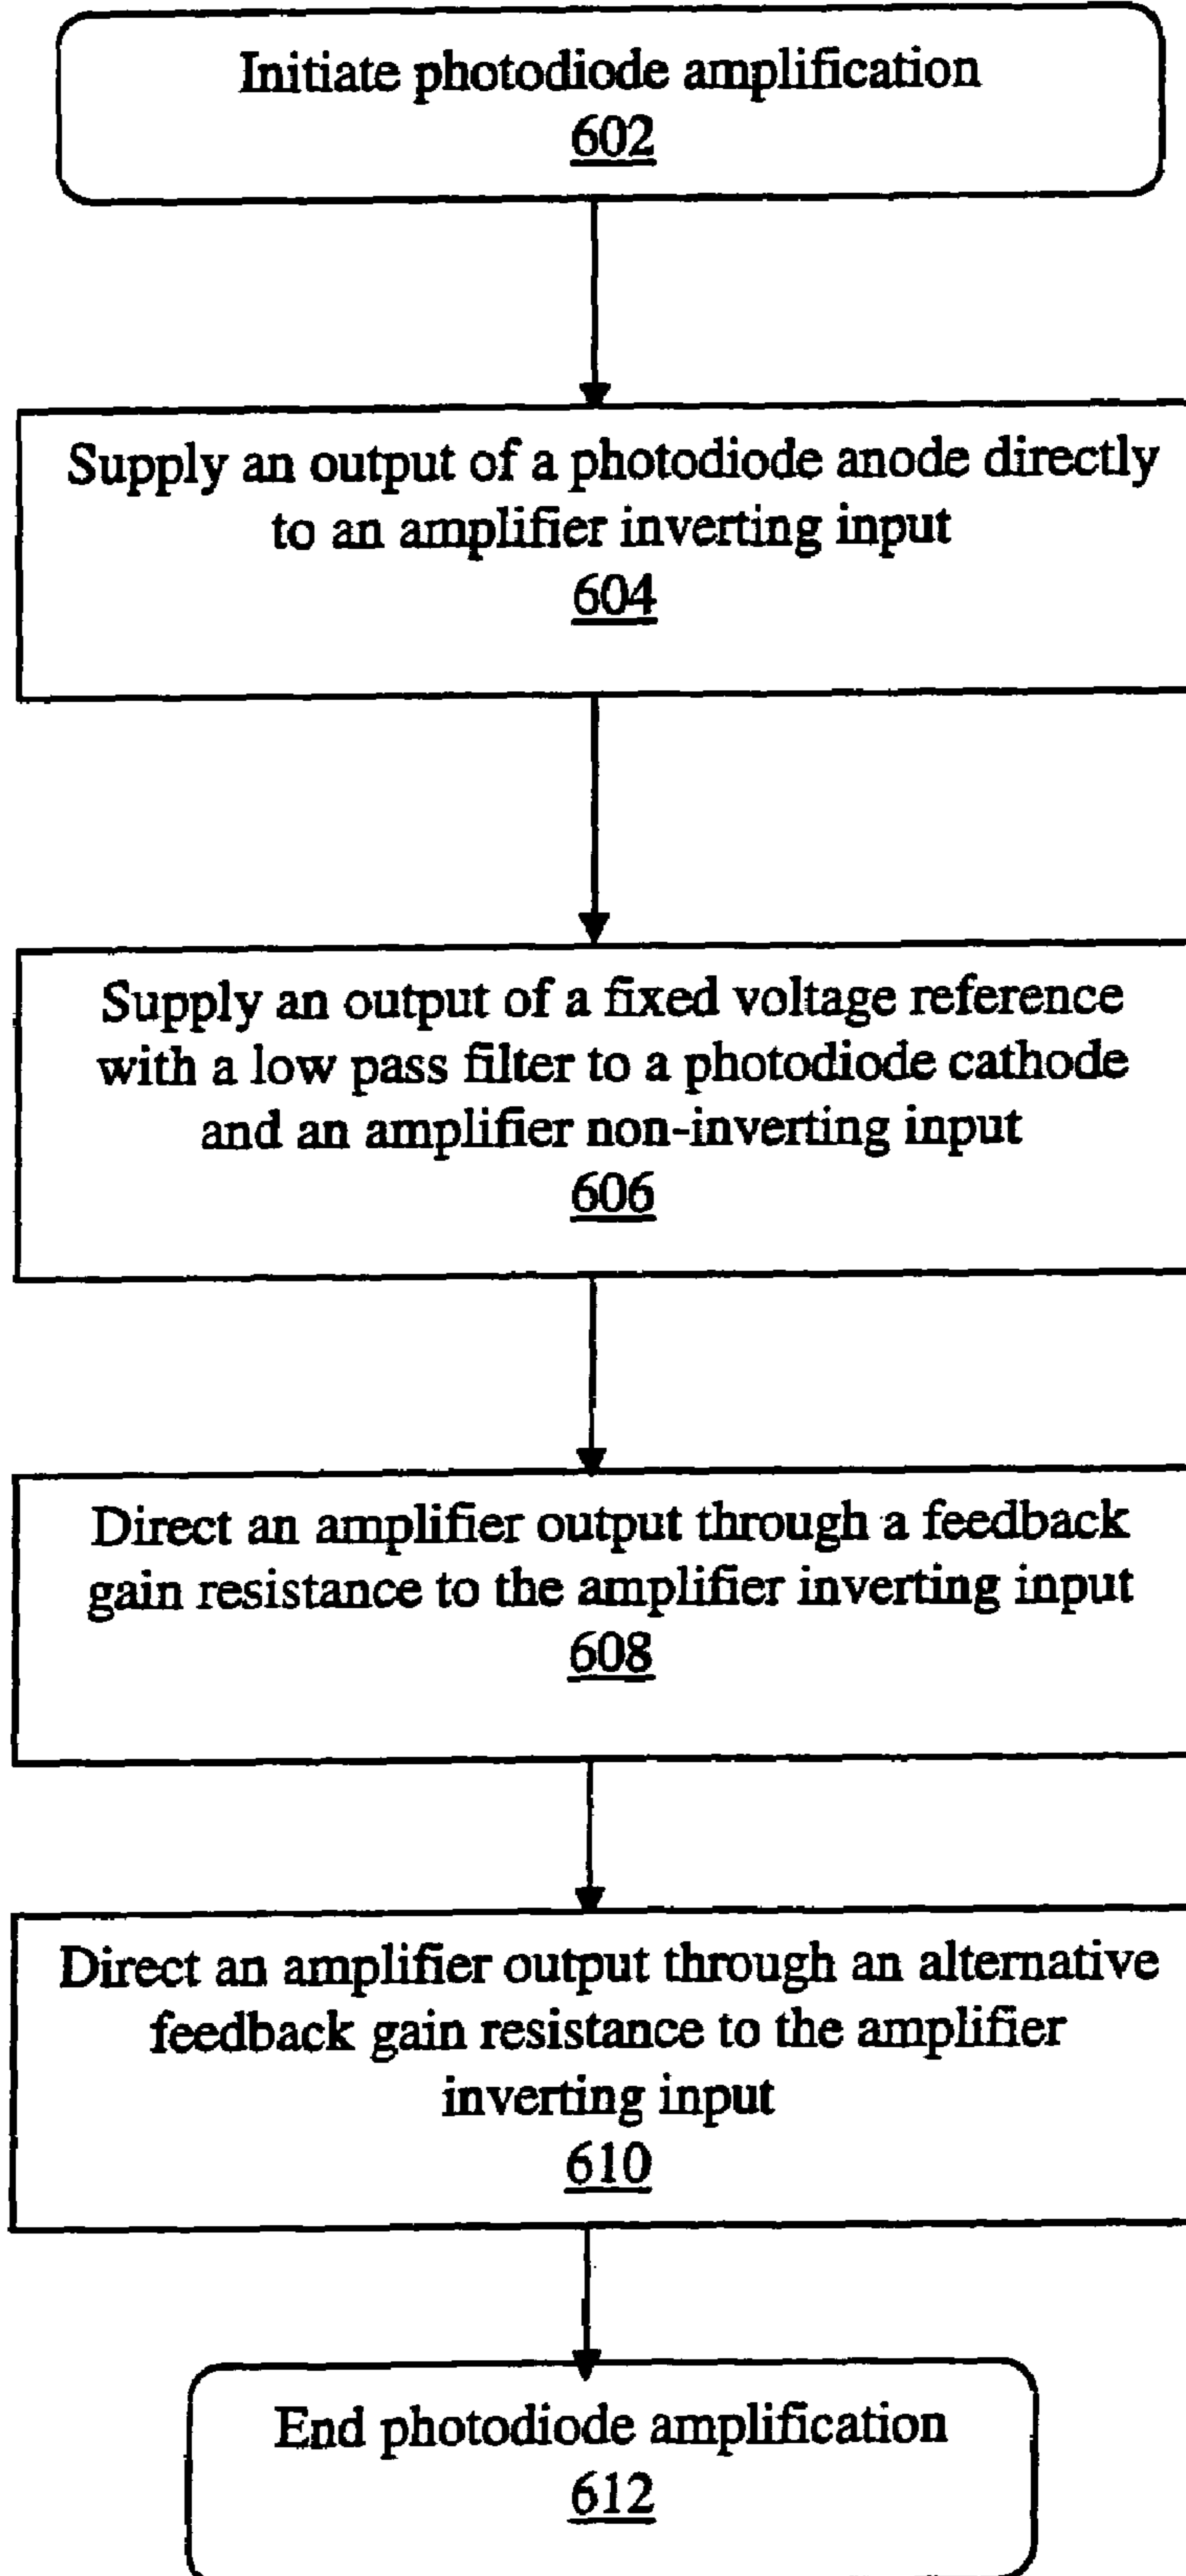 Initiate photodiode amplification
602
Supply an output of a photodiode anode directly
to an amplifier inverting input
604
Supply an output of a fixed voltage reference
with a low pass filter to a photodiode cathode
and an amplifier non-inverting input
606
Direct an amplifier output through a feedback
gain resistance to the amplifier inverting input
608
Direct an amplifier output through an alternative
feedback gain resistance to the amplifier
inverting input
610
End photodiode amplification
612